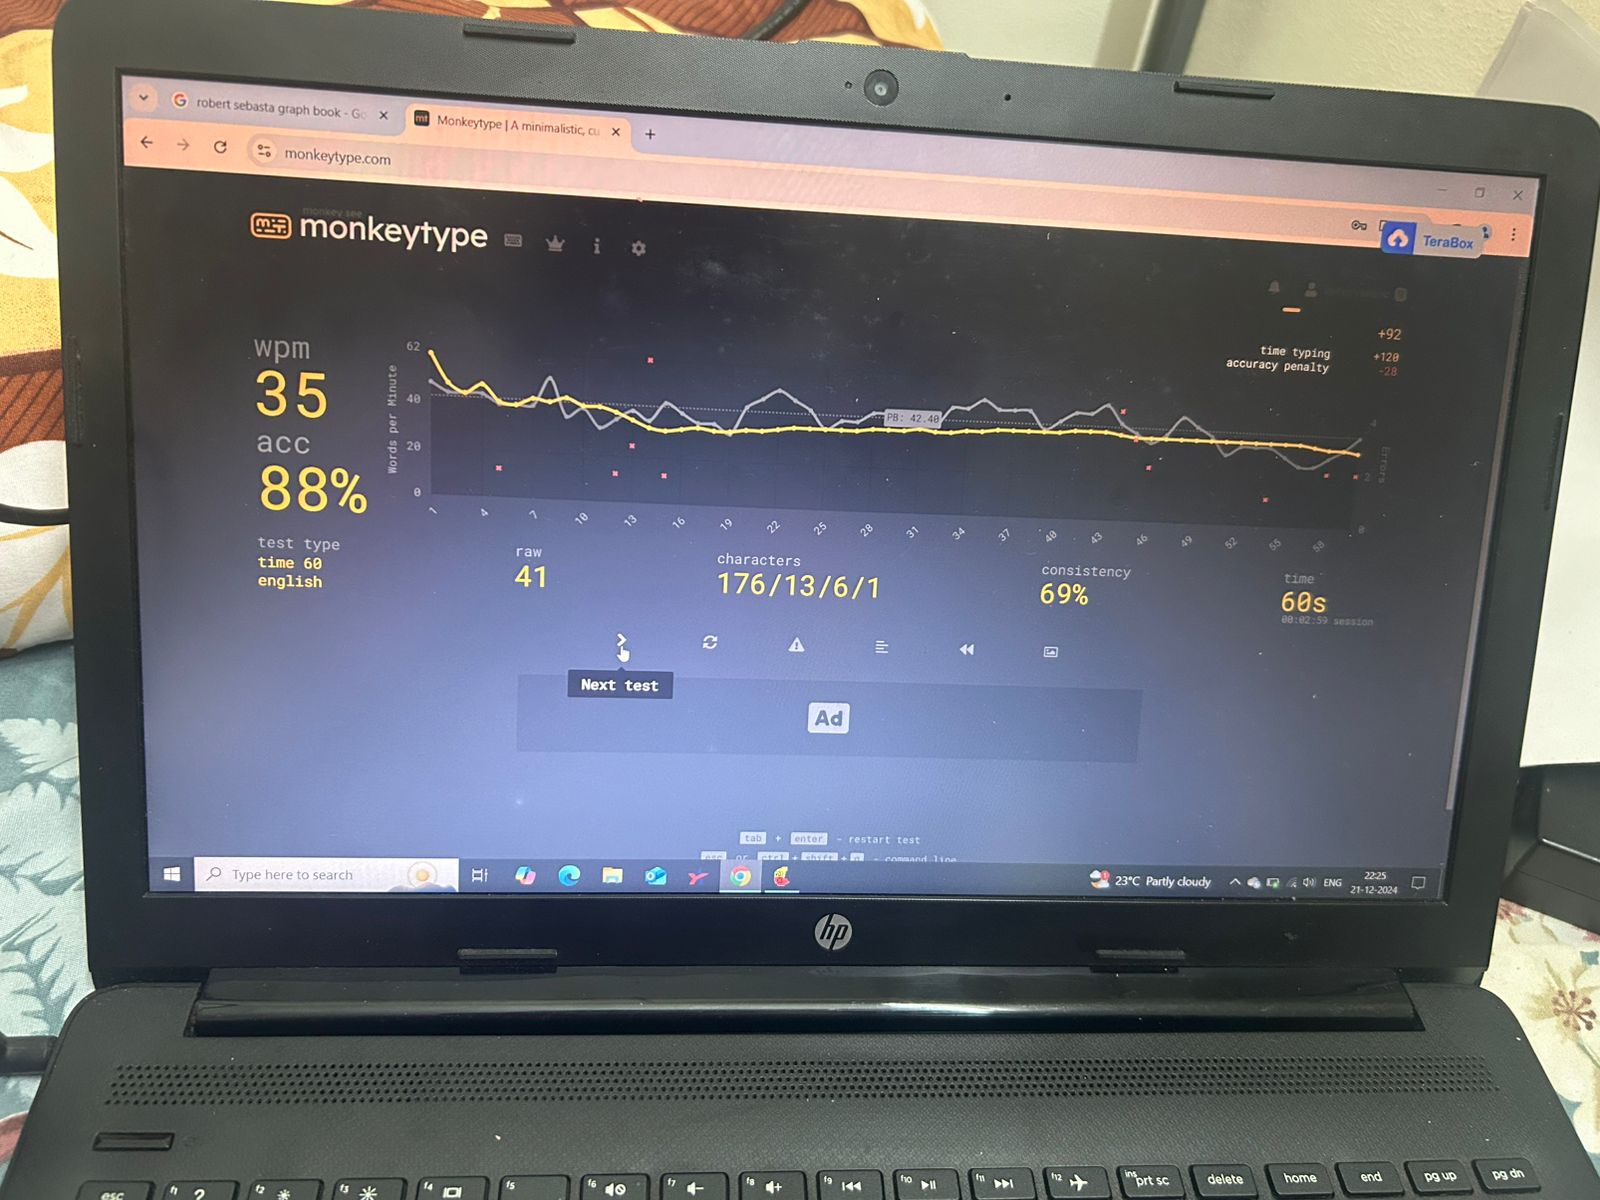 robert sebasta graph book - Go
Monkeytype | A minimalistic, cu
monkeytype.com
TeraBox
monkey see
monkeytype
wpm
35
acc
88%
test type
time 60
english
Words per Minute
62
40
20
0
PB: 42.40
Errors
4
2
0
1 4 7 10 13 16 19 22 25 28 31 34 37 40 43 46 49 52 55 58
+92
time typing +120
accuracy penalty -28
raw
41
characters
176/13/6/1
consistency
69%
time
60s
00:02:59 session
Next test
Ad
tab + enter - restart test
esc or ctrl + shift + p - command line
Type here to search
23°C Partly cloudy
ENG
22:25
21-12-2024
hp
esc f1 ? f2 f3 f4 f5 f6 f7 f8 f9 f10 f11 f12 ins prt sc delete home end pg up pg dn